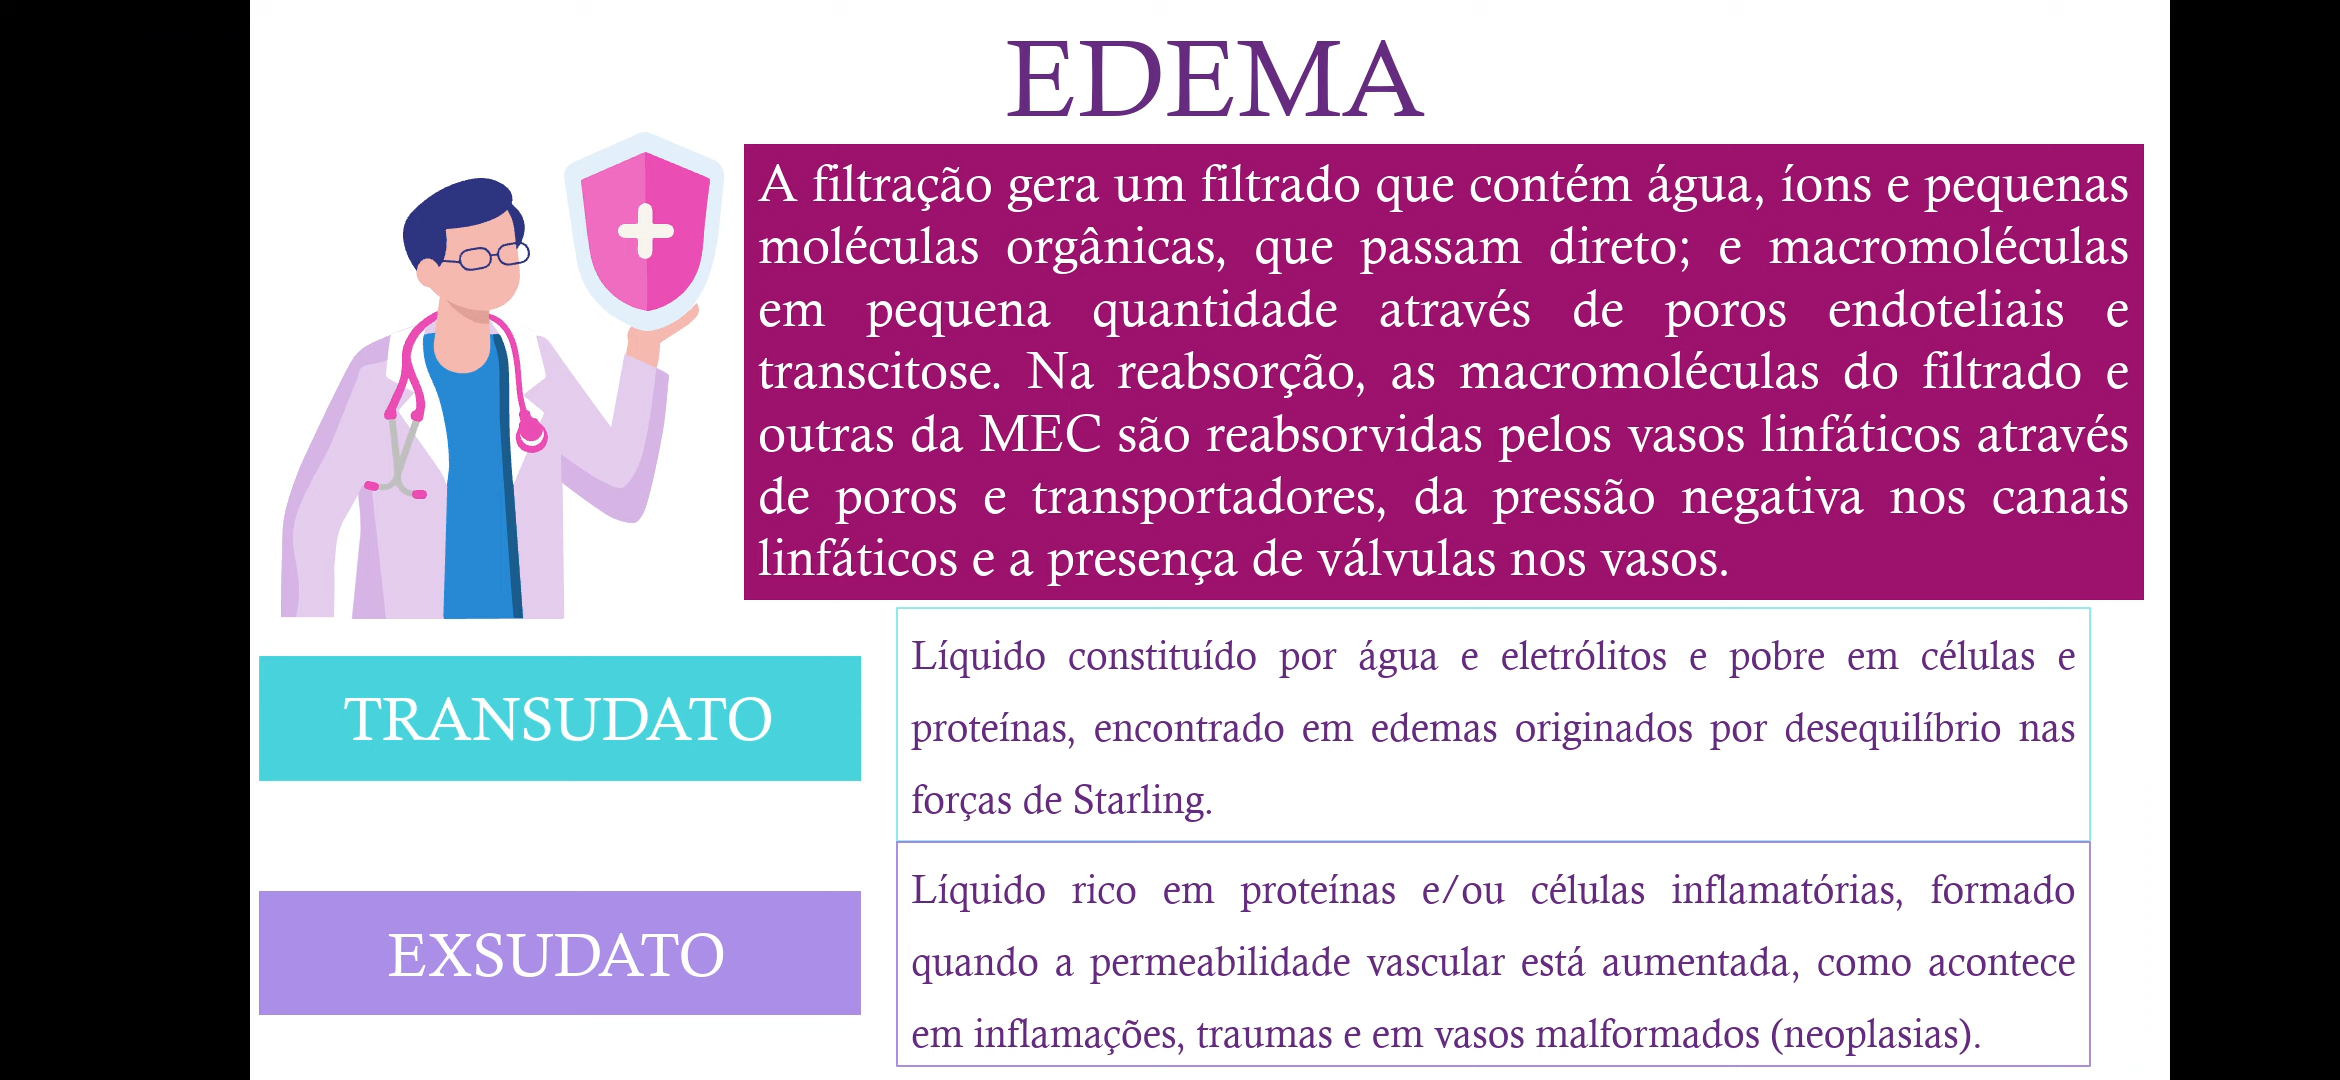 EDEMA
A filtração gera um filtrado que contém água, íons e pequenas
moléculas orgânicas, que passam direto; e macromoléculas
em pequena quantidade através de poros endoteliais e
transcitose. Na reabsorção, as macromoléculas do filtrado e
outras da MEC são reabsorvidas pelos vasos linfáticos através
de poros e transportadores, da pressão negativa nos canais
linfáticos e a presença de válvulas nos vasos.
TRANSUDATO
Líquido constituído por água e eletrólitos e pobre em células e
proteínas, encontrado em edemas originados por desequilíbrio nas
forças de Starling.
EXSUDATO
Líquido rico em proteínas e/ou células inflamatórias, formado
quando a permeabilidade vascular está aumentada, como acontece
em inflamações, traumas e em vasos malformados (neoplasias).